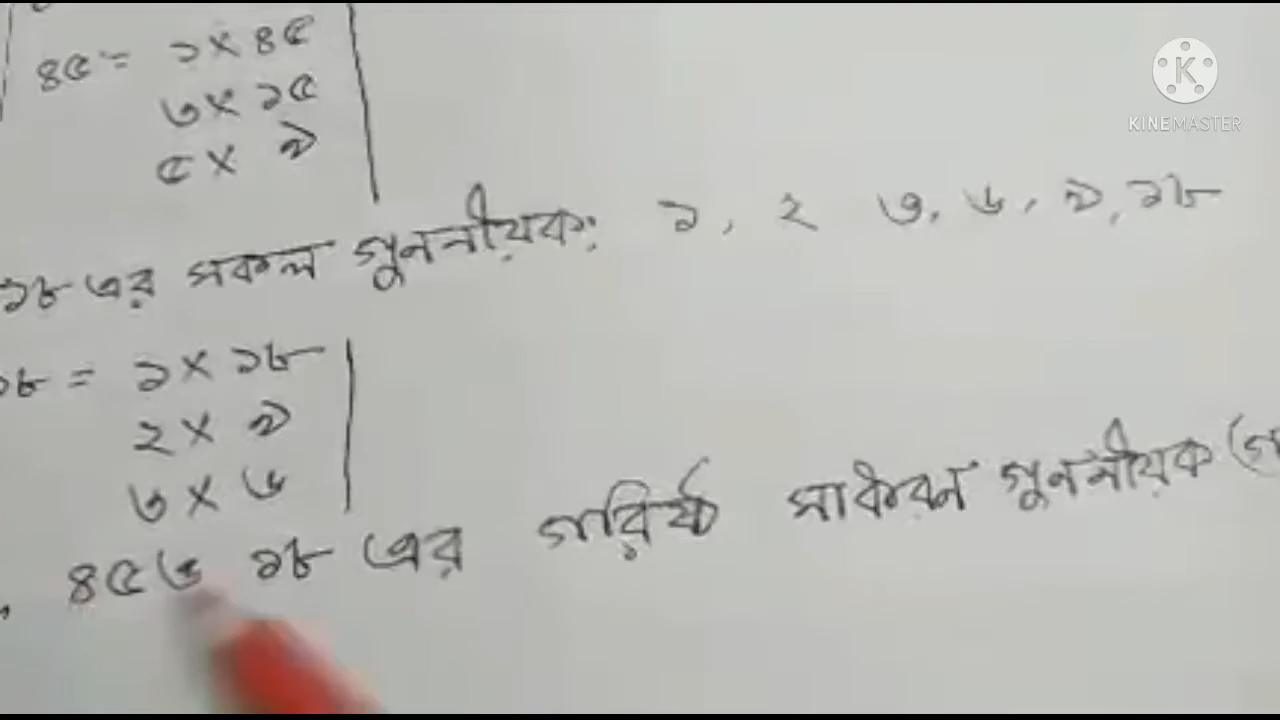 ৪৫ = ১ × ৪৫
৩ × ১৫
৫ × ৯
১৮ এর সকল গুননীয়ক: ১, ২ ৩, ৬, ৯, ১৮
১৮ = ১ × ১৮
২ × ৯
৩ × ৬
৪৫ ও ১৮ এর গরিষ্ঠ সাধারন গুননীয়ক (গ
KINEMASTER